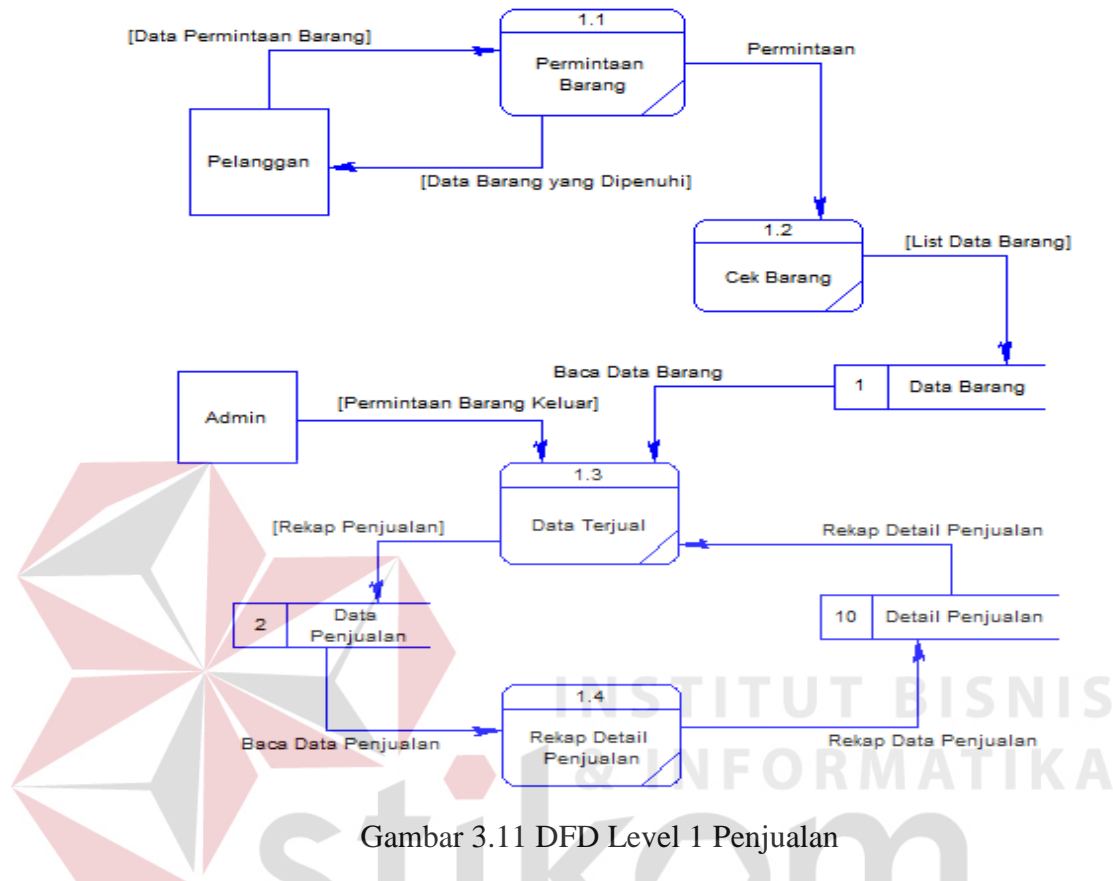 [Data Permintaan Barang]
1.1
Permintaan
Barang
Permintaan
Pelanggan
[Data Barang yang Dipenuhi]
1.2
Cek Barang
[List Data Barang]
Baca Data Barang
1
Data Barang
Admin
[Permintaan Barang Keluar]
1.3
Data Terjual
[Rekap Penjualan]
Rekap Detail Penjualan
2
Data
Penjualan
10
Detail Penjualan
INSTITUT BISNIS
1.4
Rekap Detail
Penjualan
Baca Data Penjualan
Rekap Data Penjualan
& INFORMATIKA
stikom
Gambar 3.11 DFD Level 1 Penjualan